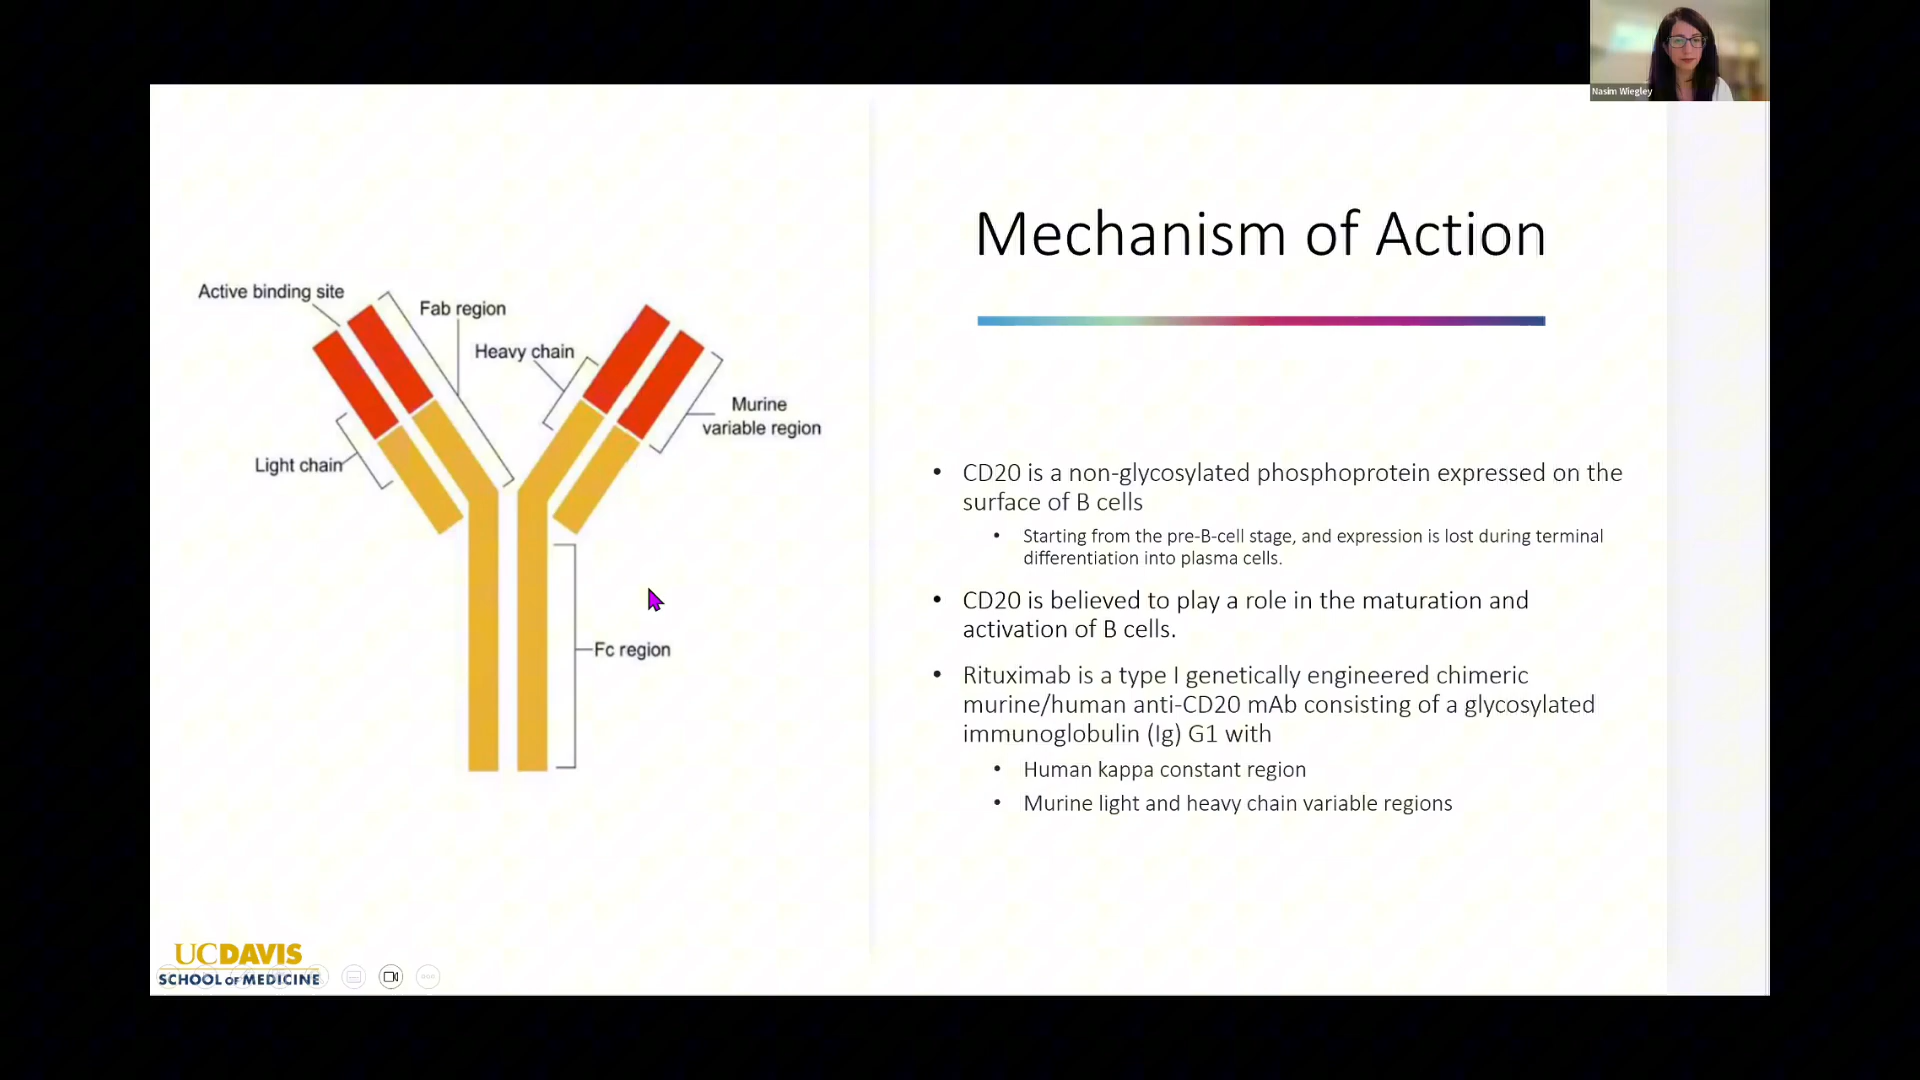 Nasim Wiegley
Mechanism of Action
Active binding site
Fab region
Heavy chain
Murine
variable region
Light chain
Fc region
• CD20 is a non-glycosylated phosphoprotein expressed on the
surface of B cells
• Starting from the pre-B-cell stage, and expression is lost during terminal
differentiation into plasma cells.
• CD20 is believed to play a role in the maturation and
activation of B cells.
• Rituximab is a type I genetically engineered chimeric
murine/human anti-CD20 mAb consisting of a glycosylated
immunoglobulin (Ig) G1 with
• Human kappa constant region
• Murine light and heavy chain variable regions
UCDAVIS
SCHOOL OF MEDICINE